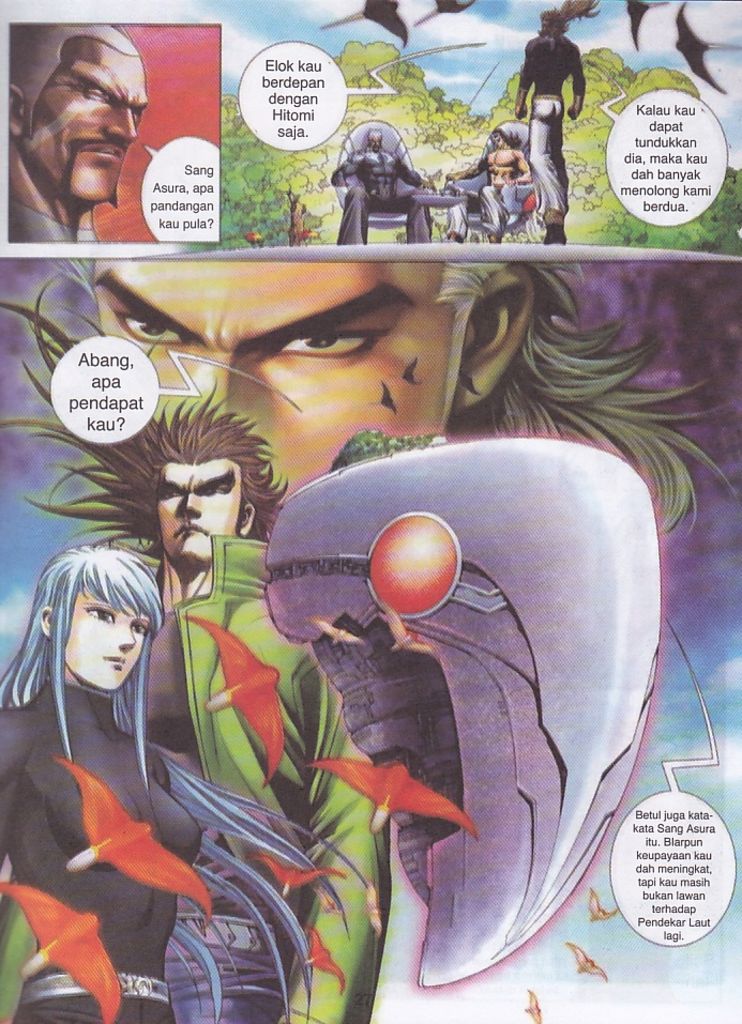 Sang
Asura, apa
pandangan
kau pula?
Elok kau
berdepan
dengan
Hitomi
saja.
Kalau kau
dapat
tundukkan
dia, maka kau
dah banyak
menolong kami
berdua.
Abang,
apa
pendapat
kau?
Betul juga kata-
kata Sang Asura
itu. Blarpun
keupayaan kau
dah meningkat,
tapi kau masih
bukan lawan
terhadap
Pendekar Laut
lagi.
21